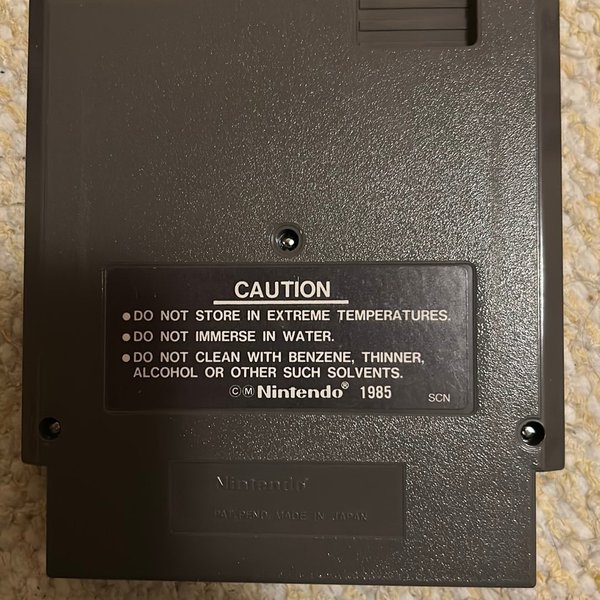 CAUTION
●DO NOT STORE IN EXTREME TEMPERATURES.
●DO NOT IMMERSE IN WATER.
●DO NOT CLEAN WITH BENZENE, THINNER,
ALCOHOL OR OTHER SUCH SOLVENTS.
ⒸⓂ Nintendo® 1985 SCN
Nintendo®
PAT. PEND. MADE IN JAPAN